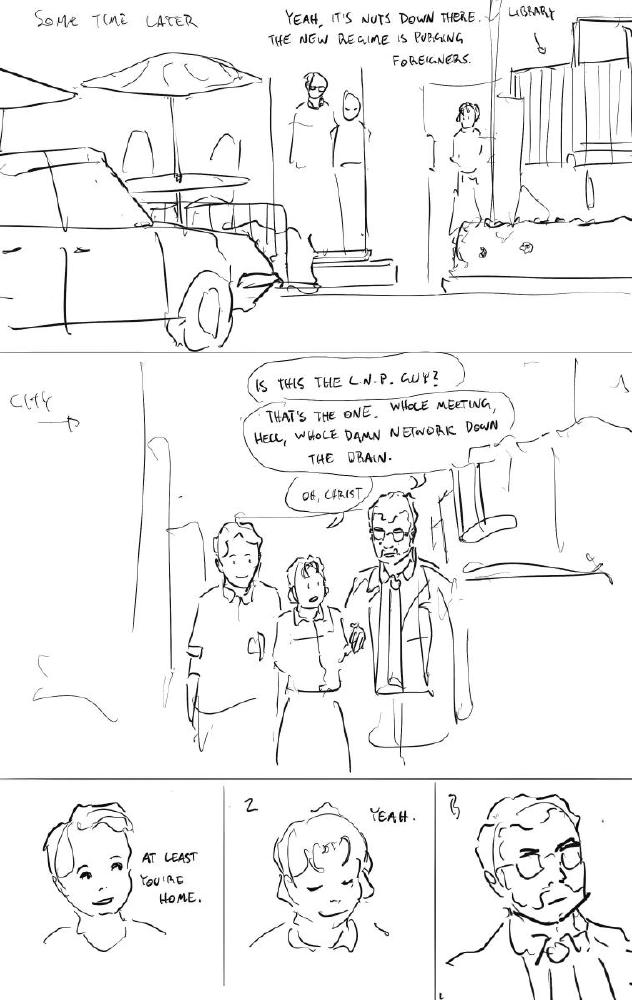 SOME TIME LATER
YEAH, IT'S NUTS DOWN THERE.
THE NEW REGIME IS PURGING
FOREIGNERS.
LIBRARY
CITY
IS THIS THE L.N.P. GUY?
THAT'S THE ONE. WHOLE MEETING,
HELL, WHOLE DAMN NETWORK DOWN
THE DRAIN.
OH, CHRIST
AT LEAST
YOU'RE
HOME.
2
YEAH.
3